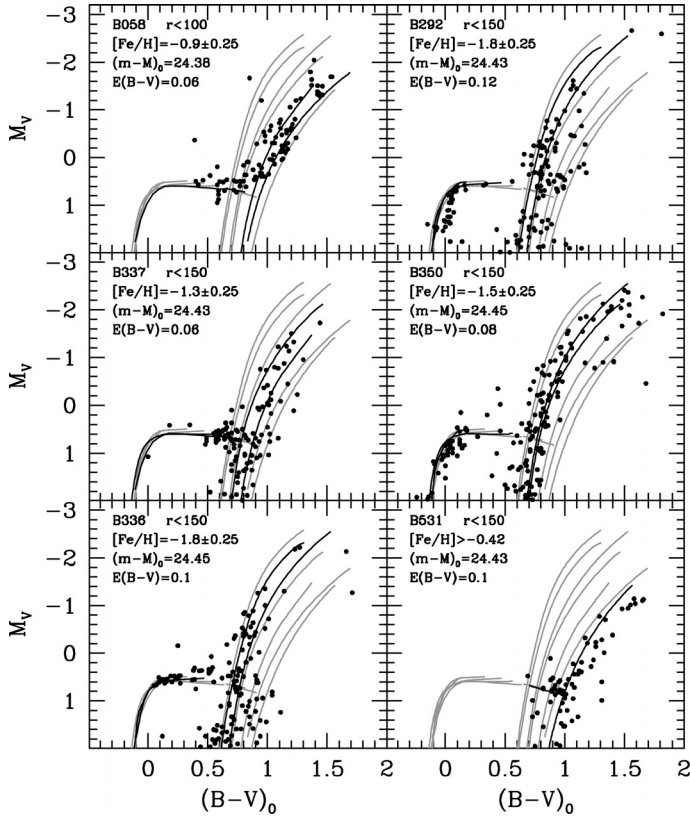 B058 r<100
[Fe/H]=−0.9±0.25
(m−M)₀=24.38
E(B−V)=0.06
B292 r<150
[Fe/H]=−1.8±0.25
(m−M)₀=24.43
E(B−V)=0.12
−3
−2
−1
0
1
M_V
B337 r<150
[Fe/H]=−1.3±0.25
(m−M)₀=24.43
E(B−V)=0.06
B350 r<150
[Fe/H]=−1.5±0.25
(m−M)₀=24.45
E(B−V)=0.08
−3
−2
−1
0
1
M_V
B336 r<150
[Fe/H]=−1.8±0.25
(m−M)₀=24.45
E(B−V)=0.1
B531 r<150
[Fe/H]>−0.42
(m−M)₀=24.43
E(B−V)=0.1
−3
−2
−1
0
1
2
M_V
0 0.5 1 1.5 0 0.5 1 1.5 2
(B−V)₀ (B−V)₀